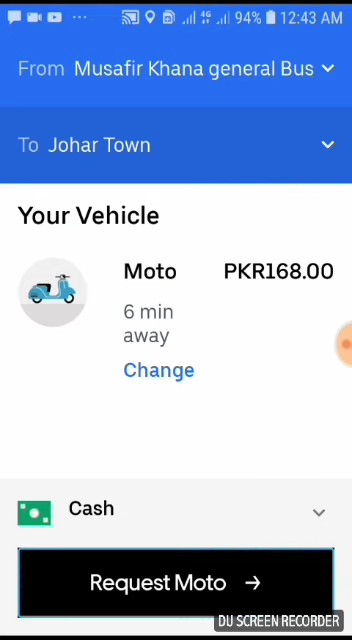 4G 94% 12:43 AM
From Musafir Khana general Bus
To Johar Town
Your Vehicle
Moto PKR168.00
6 min
away
Change
Cash
Request Moto →
DU SCREEN RECORDER